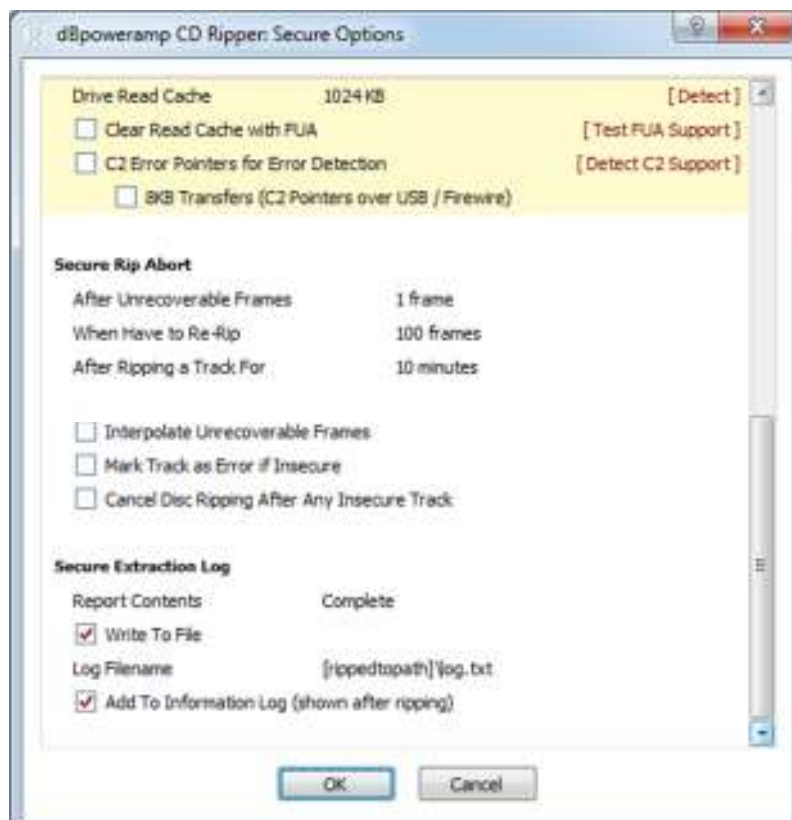 dBpoweramp CD Ripper: Secure Options
Drive Read Cache 1024 KB [ Detect ]
Clear Read Cache with FUA [ Test FUA Support ]
C2 Error Pointers for Error Detection [ Detect C2 Support ]
8KB Transfers (C2 Pointers over USB / Firewire)
Secure Rip Abort
After Unrecoverable Frames 1 frame
When Have to Re-Rip 100 frames
After Ripping a Track For 10 minutes
Interpolate Unrecoverable Frames
Mark Track as Error if Insecure
Cancel Disc Ripping After Any Insecure Track
Secure Extraction Log
Report Contents Complete
Write To File
Log Filename [rippedtopath]\log.txt
Add To Information Log (shown after ripping)
OK Cancel